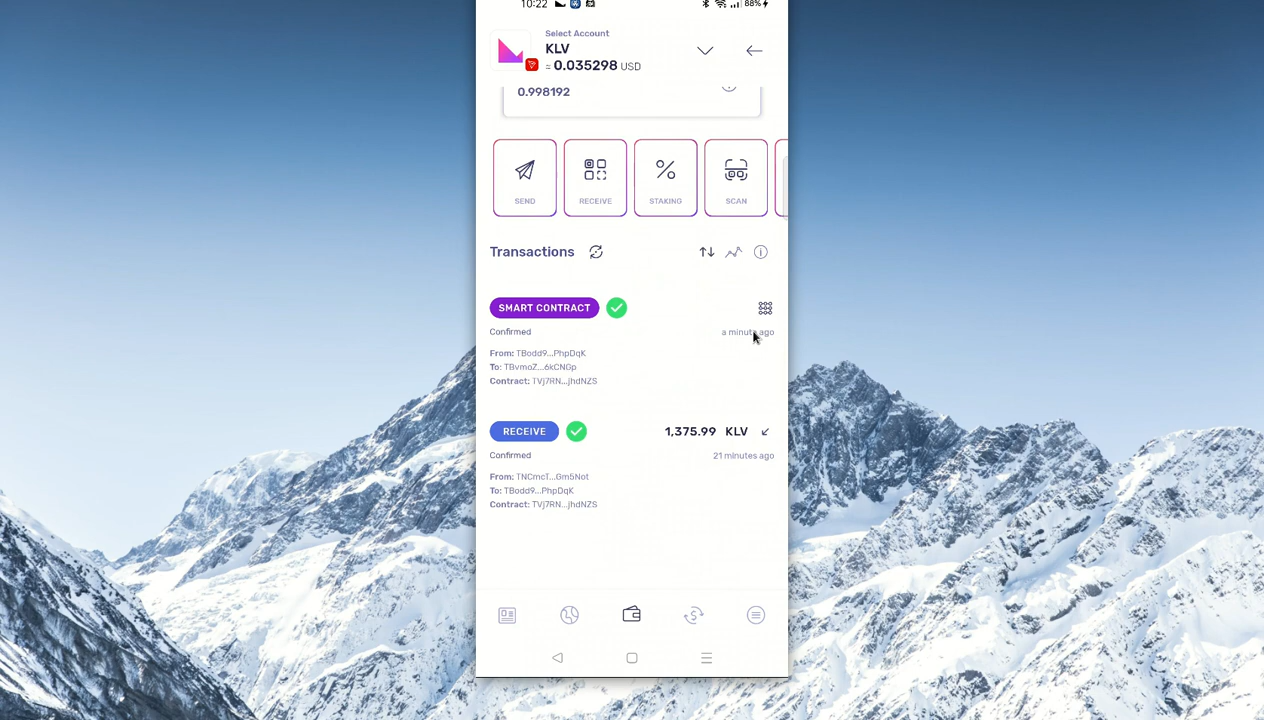 10:22 88%
Select Account
KLV
≈ 0.035298 USD
0.998192
SEND RECEIVE STAKING SCAN
Transactions
SMART CONTRACT
Confirmed a minute ago
From: TBodd9...PhpDqK
To: TBvmoZ...6kCNGp
Contract: TVj7RN...jhdNZS
RECEIVE 1,375.99 KLV
Confirmed 21 minutes ago
From: TNCmcT...Gm5Not
To: TBodd9...PhpDqK
Contract: TVj7RN...jhdNZS